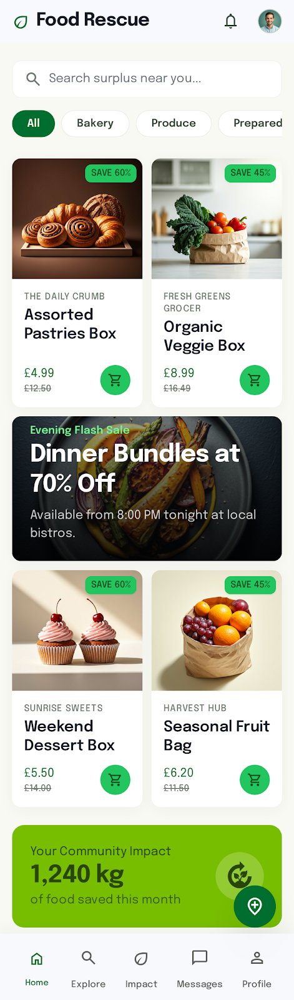 Food Rescue
Search surplus near you...
All
Bakery
Produce
Prepared
SAVE 60%
SAVE 45%
THE DAILY CRUMB
Assorted
Pastries Box
£4.99
£12.50
FRESH GREENS
GROCER
Organic
Veggie Box
£8.99
£16.49
Evening Flash Sale
Dinner Bundles at
70% Off
Available from 8:00 PM tonight at local
bistros.
SAVE 60%
SAVE 45%
SUNRISE SWEETS
Weekend
Dessert Box
£5.50
£14.00
HARVEST HUB
Seasonal Fruit
Bag
£6.20
£11.50
Your Community Impact
1,240 kg
of food saved this month
Home
Explore
Impact
Messages
Profile